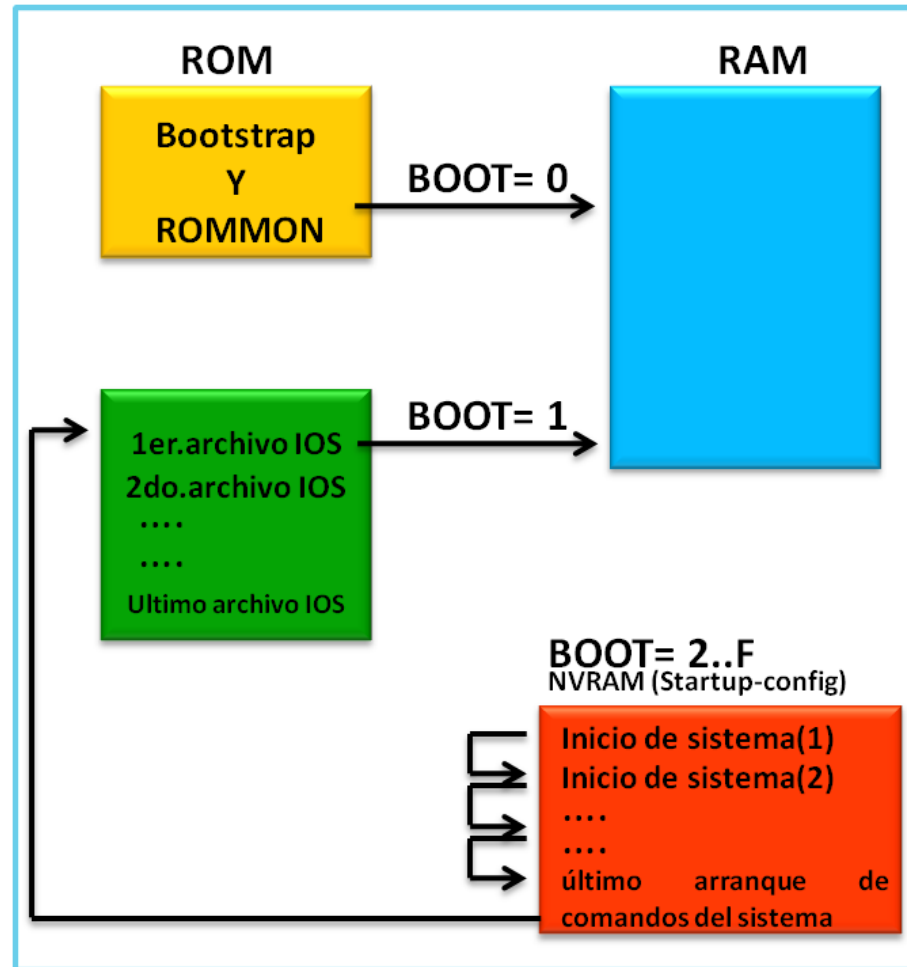 ROM
RAM
Bootstrap
Y
ROMMON
BOOT= 0
BOOT= 1
1er.archivo IOS
2do.archivo IOS
....
....
Ultimo archivo IOS
BOOT= 2..F
NVRAM (Startup-config)
Inicio de sistema(1)
Inicio de sistema(2)
....
....
último arranque de
comandos del sistema